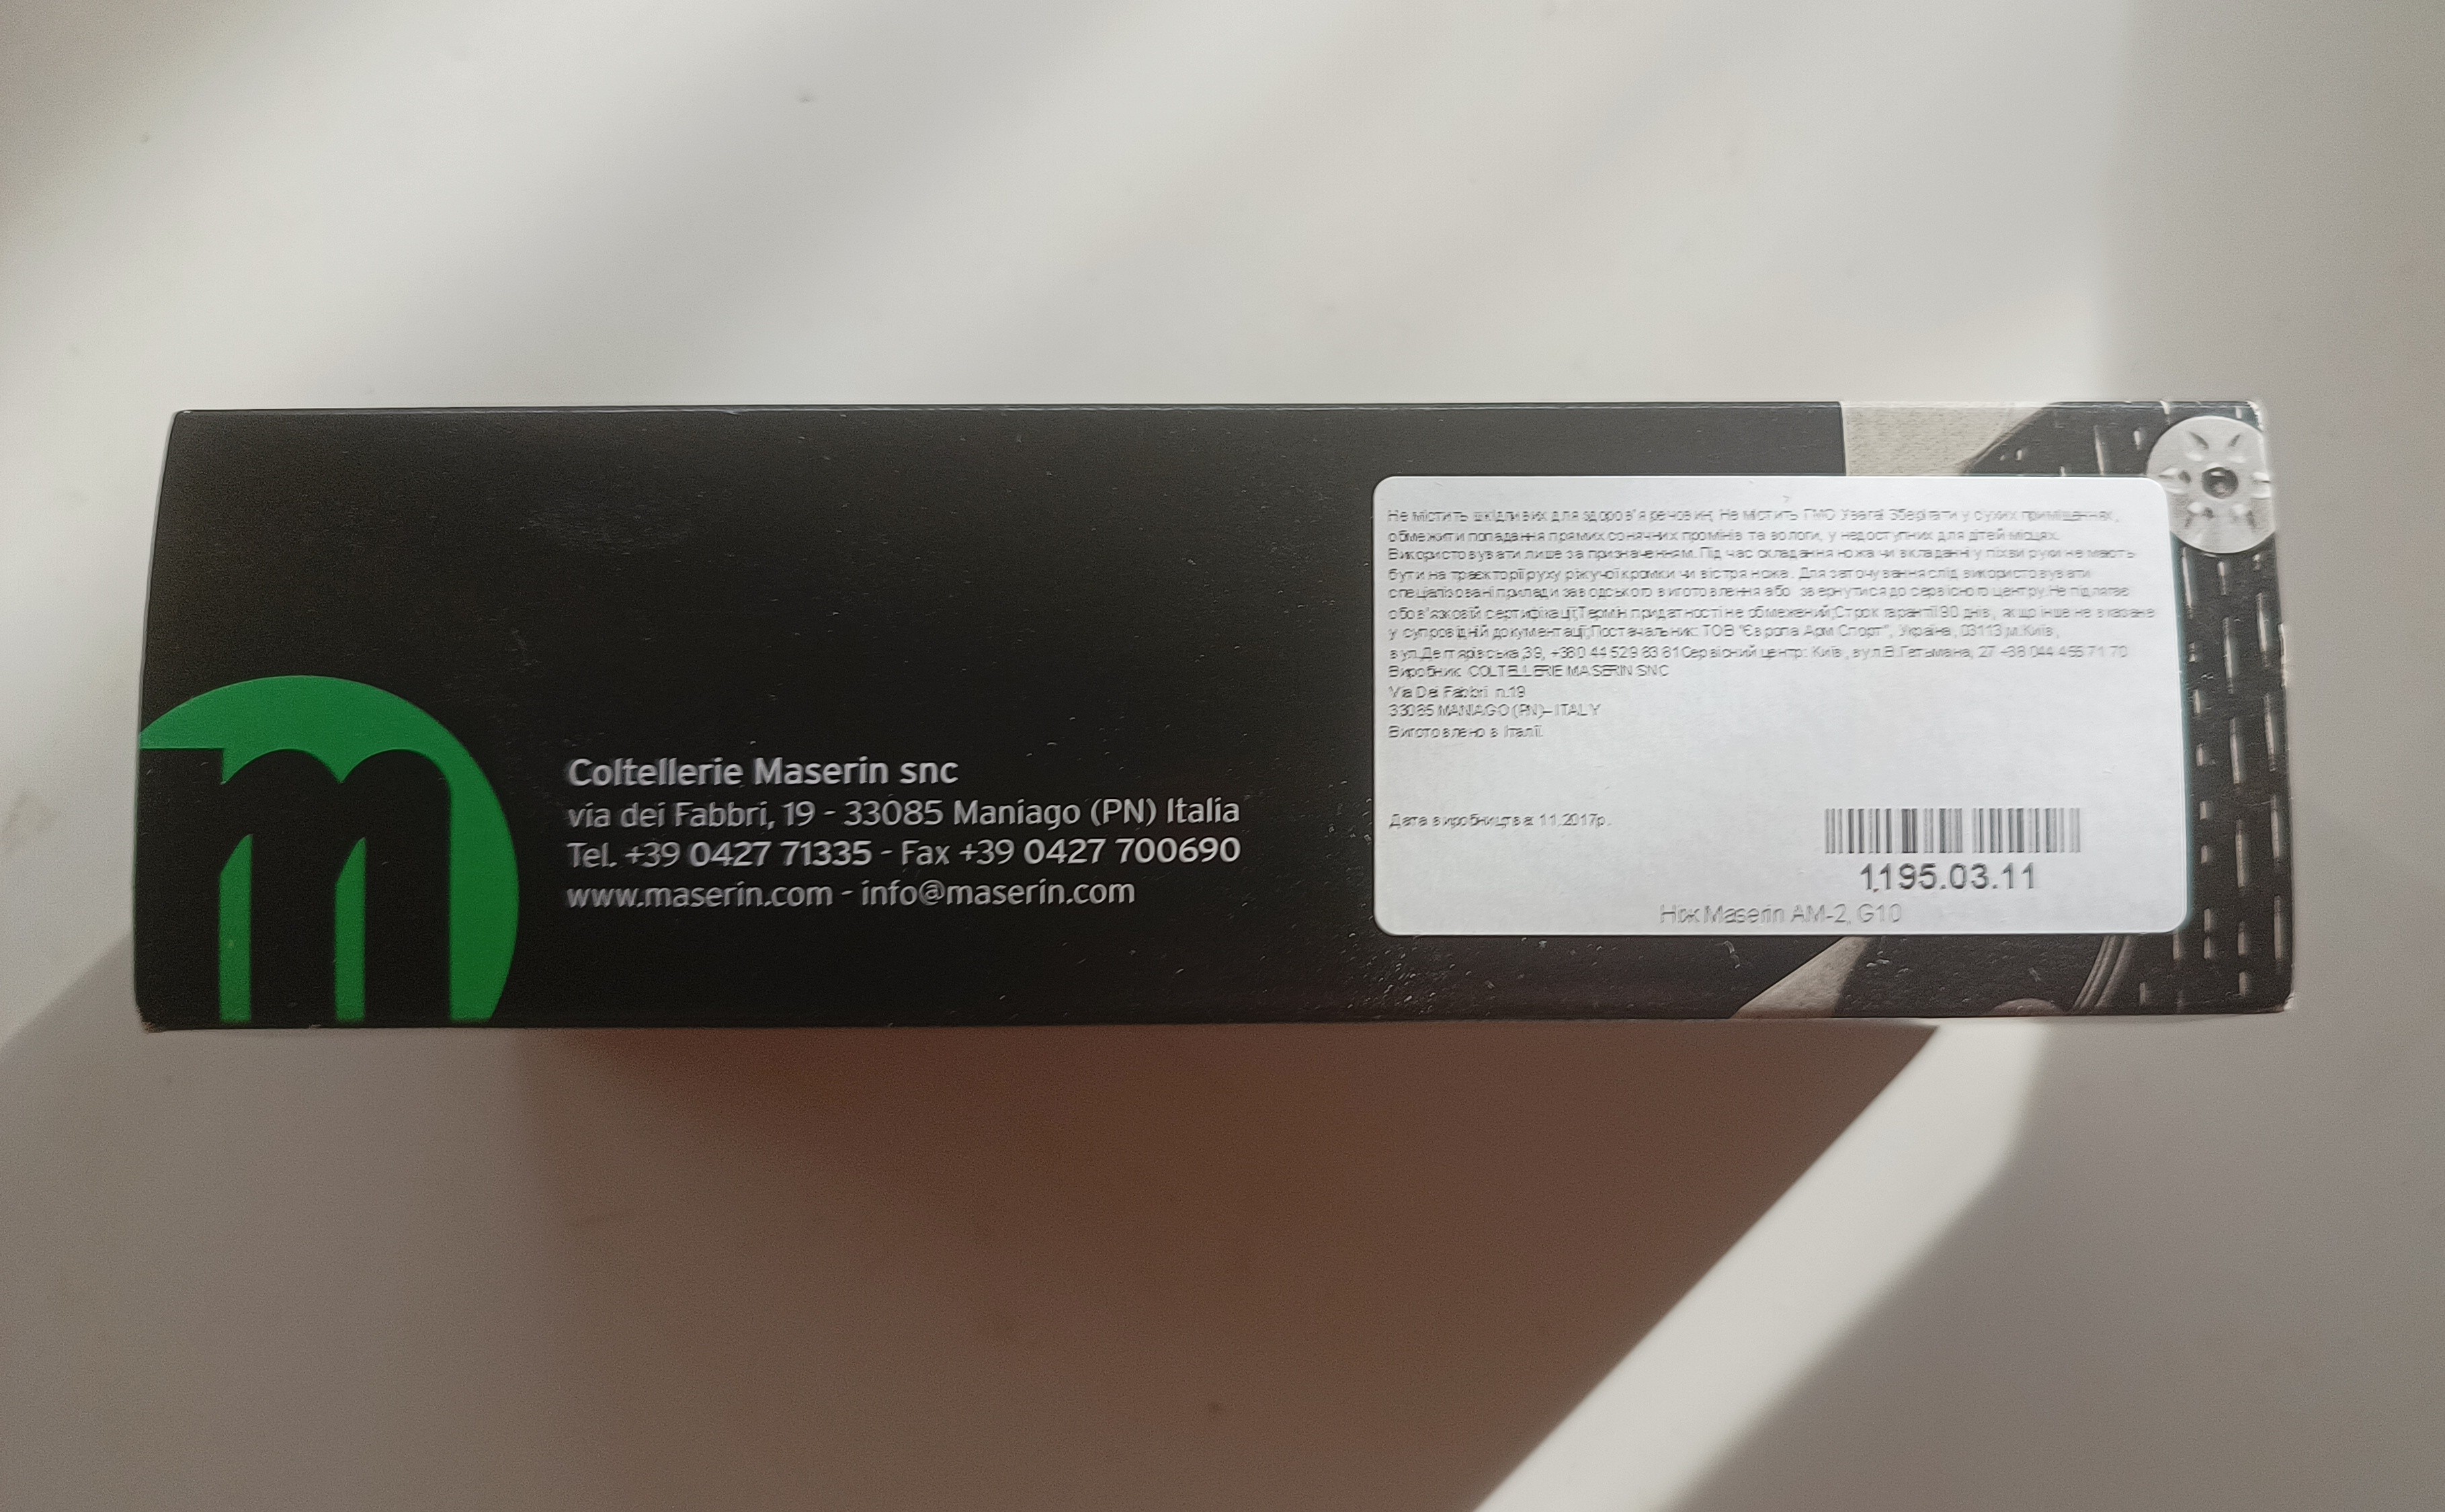 m
Coltellerie Maserin snc
via dei Fabbri, 19 - 33085 Maniago (PN) Italia
Tel. +39 0427 71335 - Fax +39 0427 700690
www.maserin.com - info@maserin.com
Не містить шкідливих для здоров'я речовин; Не містить ГМО Увага! Зберігати у сухих приміщеннях,
обмежити попадання прямих сонячних промінів та вологи, у недоступних для дітей місцях.
Використовувати лише за призначенням. Під час складання ножа чи вкладанні у піхви руки не мають
бути на траєкторії руху ріжучої кромки чи вістря ножа. Для заточування слід використовувати
спеціалізовані прилади заводського виготовлення або звернутися до сервісного центру.Не підлягає
обов'язковій сертифікації;Термін придатності не обмежений;Строк гарантії 90 днів, якщо інше не вказане
у супровідній документації;Постачальник: ТОВ "Європа Арм Спорт", Україна, 03113 м.Київ,
вул.Дегтярівська,39, +380 44 529 83 81Сервісний центр: Київ, вул.В.Гетьмана, 27 +38 044 455 71 70
Виробник: COLTELLERIE MASERIN SNC
Via Dei Fabbri n.19
33085 MANIAGO (PN)– ITALY
Виготовлено в Італії.
Дата виробництва: 11.2017р.
1195.03.11
Ніж Maserin AM-2, G10